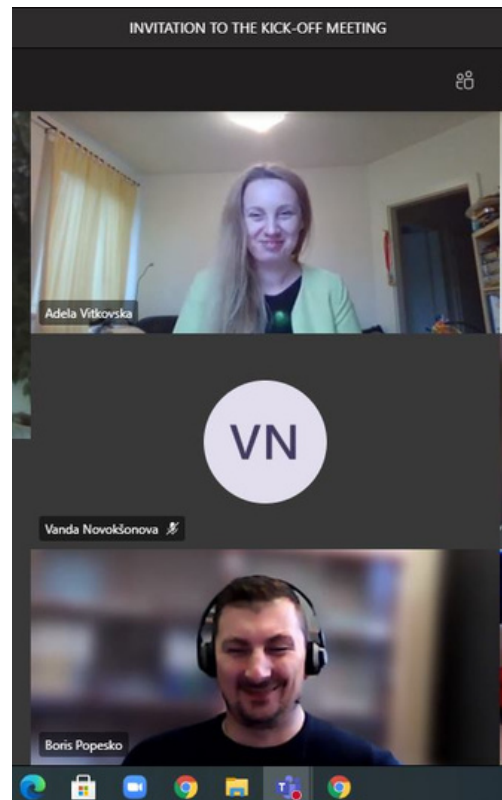 INVITATION TO THE KICK-OFF MEETING
Adela Vitkovska
VN
Vanda Novokšonova
Boris Popesko